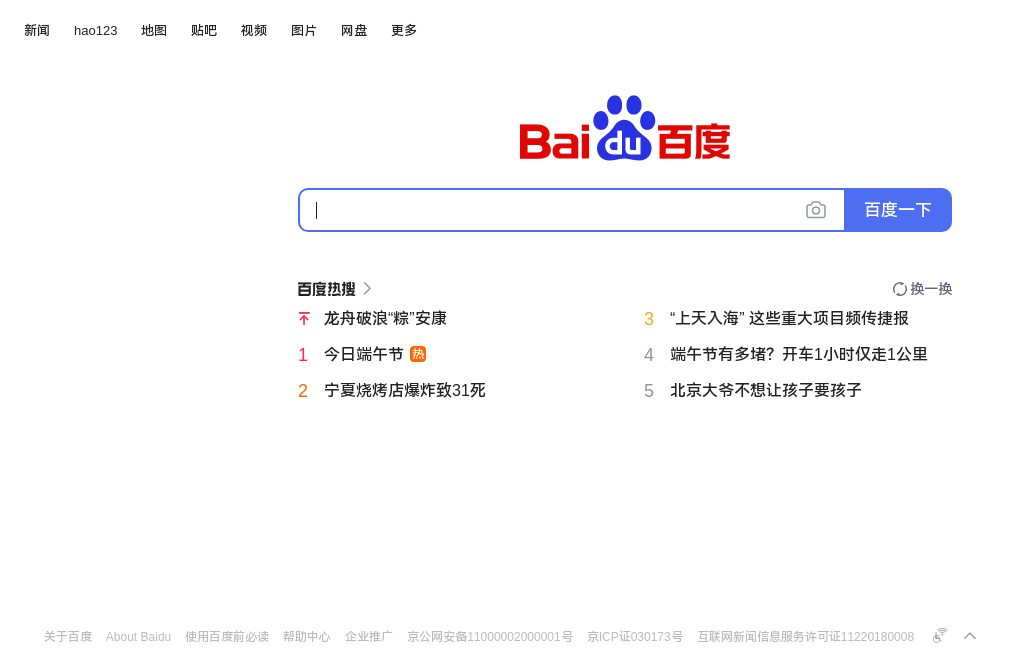 新闻 hao123 地图 贴吧 视频 图片 网盘 更多
Bai du 百度
百度一下
百度热搜
换一换
龙舟破浪“粽”安康
1 今日端午节 热
2 宁夏烧烤店爆炸致31死
3 “上天入海” 这些重大项目频传捷报
4 端午节有多堵？开车1小时仅走1公里
5 北京大爷不想让孩子要孩子
关于百度 About Baidu 使用百度前必读 帮助中心 企业推广 京公网安备11000002000001号 京ICP证030173号 互联网新闻信息服务许可证11220180008